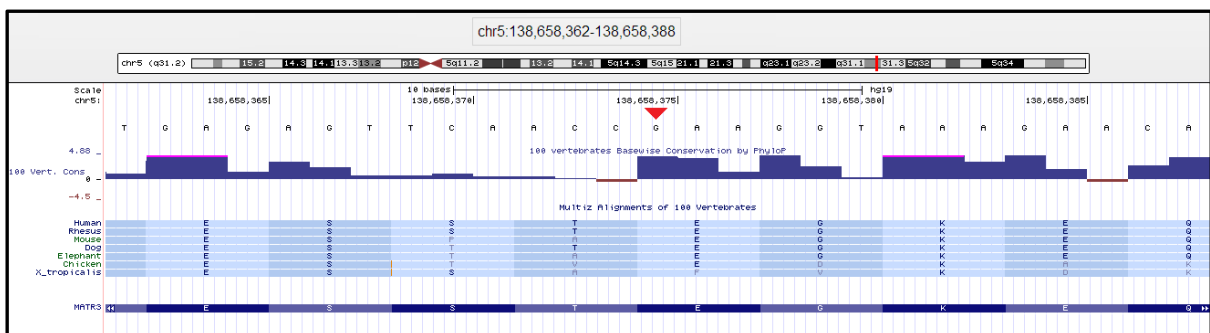 chr5:138,658,362-138,658,388
chr5 (q31.2) 15.2 14.3 14.1 13.3 13.2 p12 5q11.2 13.2 14.1 5q14.3 5q15 21.1 21.3 q23.1 q23.2 q31.1 31.3 5q32 5q34
Scale 10 bases hg19
chr5: 138,658,365 138,658,370 138,658,375 138,658,380 138,658,385
T G A G A G T T C A A C C G A A G G T A A A G A A C A
4.88 _ 100 vertebrates Basewise Conservation by PhyloP
100 Vert. Cons
0 -
-4.5 _
Multiz Alignments of 100 Vertebrates
Human E S S T E G K E Q
Rhesus E S S T E G K E Q
Mouse E S P A E G K E Q
Dog E S T T E G K E Q
Elephant E S T A E G K E Q
Chicken E S T V E D K A K
X_tropicalis E S S A P V K D K
MATR3 E S S T E G K E Q